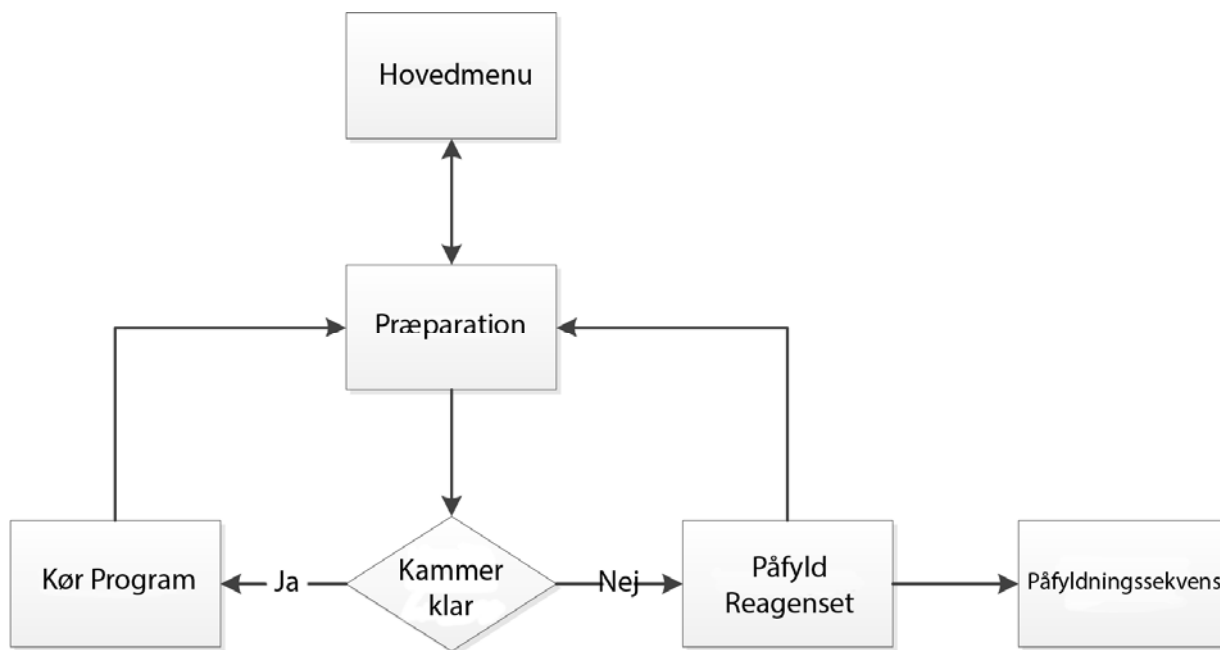 Hovedmenu
Præparation
Kør Program
Ja
Kammer
klar
Nej
Påfyld
Reagenset
Påfyldningssekvens